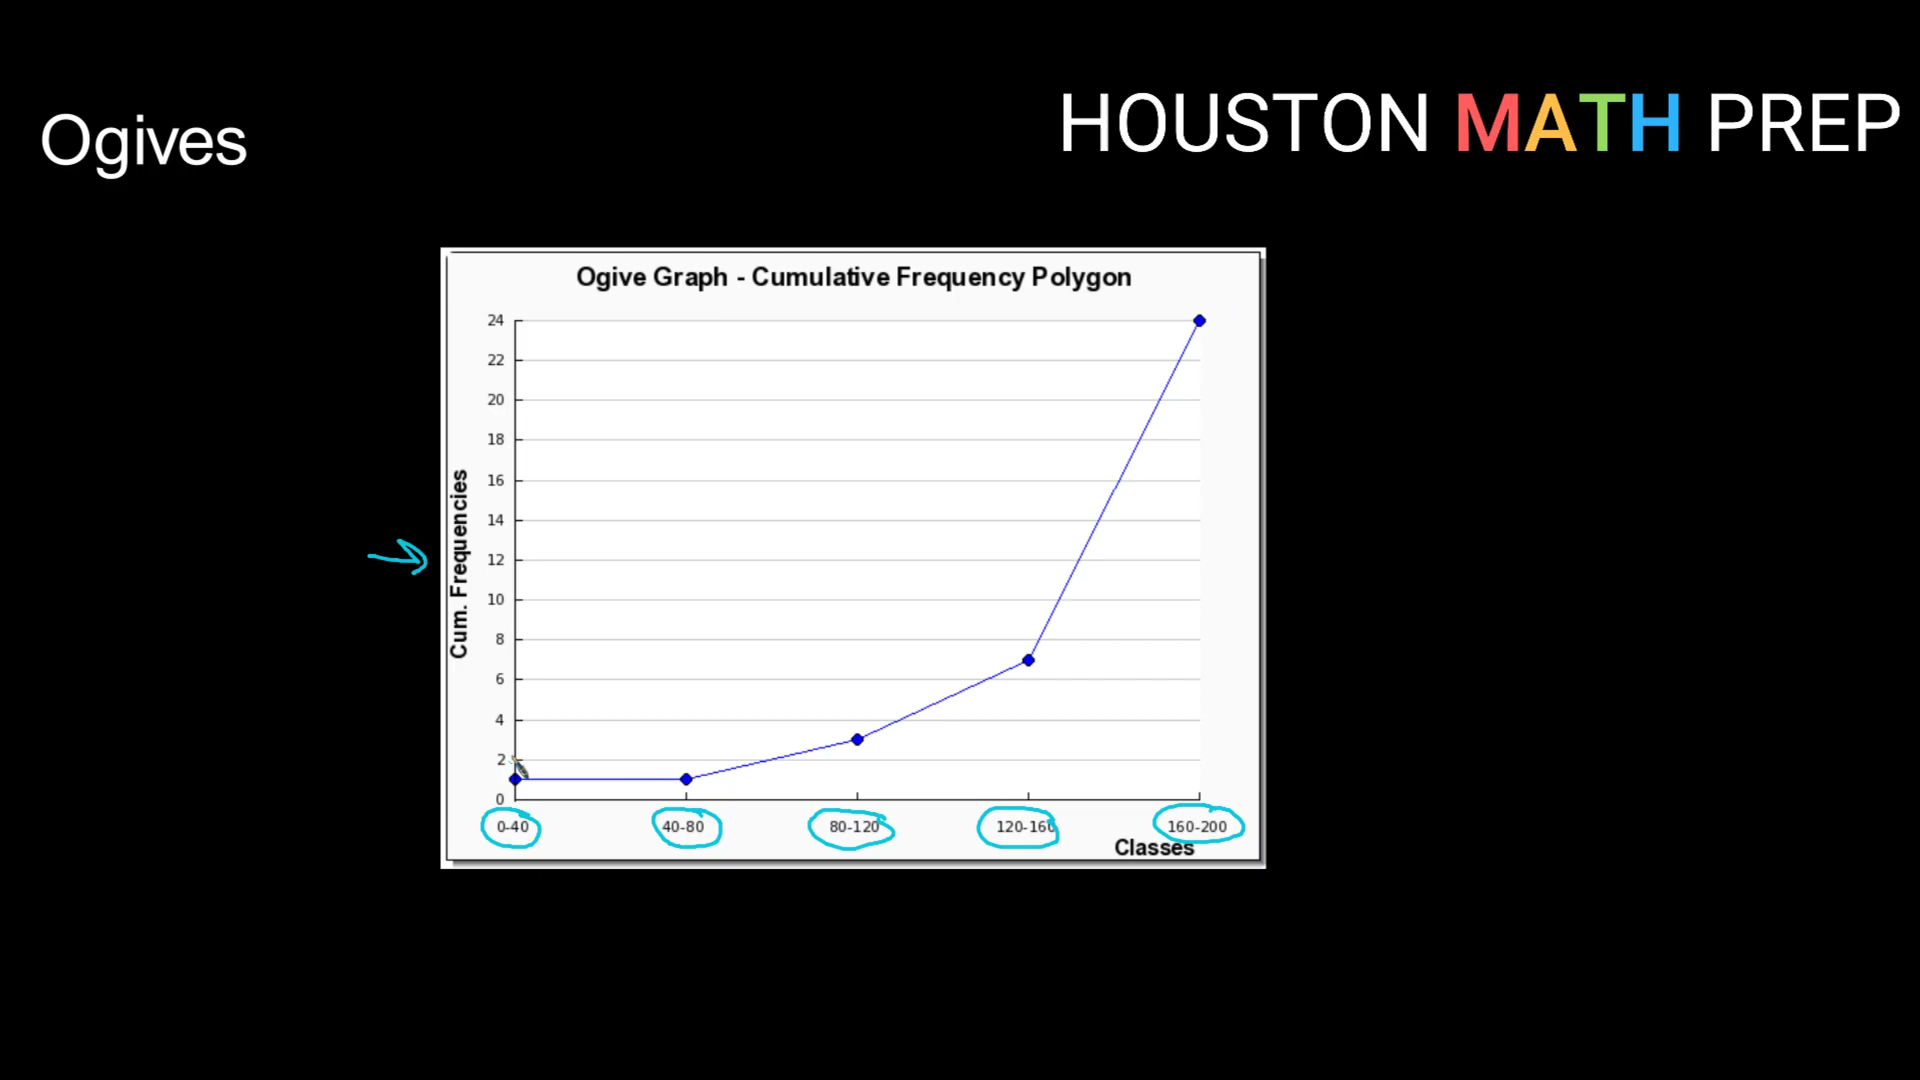 Ogives
HOUSTON MATH PREP
Ogive Graph - Cumulative Frequency Polygon
24
22
20
18
16
14
12
10
8
6
4
2
0
Cum. Frequencies
0-40 40-80 80-120 120-160 160-200
Classes